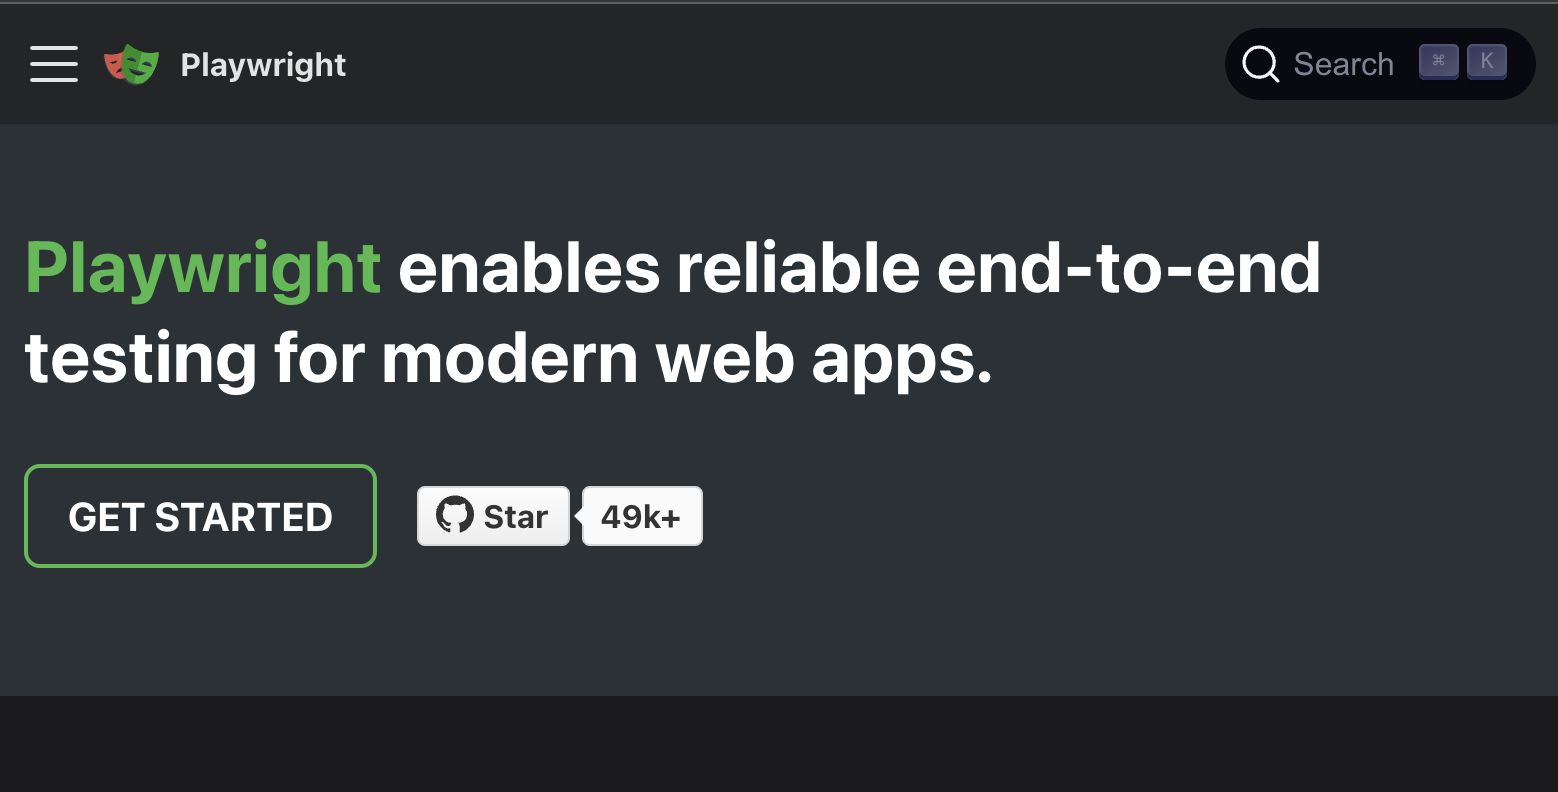 Playwright
Search ⌘ K
Playwright enables reliable end-to-end
testing for modern web apps.
GET STARTED
Star 49k+